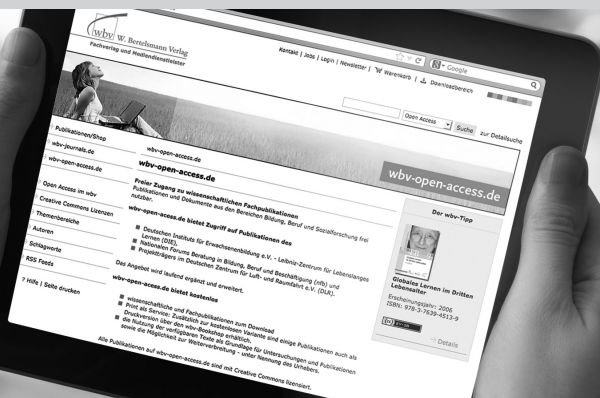 wbv W. Bertelsmann Verlag
Fachverlag und Mediendienstleister
Kontakt | Jobs | Login | Newsletter | Warenkorb | Downloadbereich
Google
Open Access Suche zur Detailsuche
wbv-open-access.de
Publikationen/Shop
wbv-journals.de
wbv-open-access.de
Open Access im wbv
Creative Commons Lizenzen
Themenbereiche
Autoren
Schlagworte
RSS Feeds
? Hilfe | Seite drucken
wbv-open-access.de
wbv-open-access.de
Freier Zugang zu wissenschaftlichen Fachpublikationen
Publikationen und Dokumente aus den Bereichen Bildung, Beruf und Sozialforschung frei
nutzbar.
wbv-open-acess.de bietet Zugriff auf Publikationen des
Deutschen Instituts für Erwachsenenbildung e.V. - Leibniz-Zentrum für Lebenslanges
Lernen (DIE),
Nationalen Forums Beratung in Bildung, Beruf und Beschäftigung (nfb) und
Projektträgers im Deutschen Zentrum für Luft- und Raumfahrt e.V. (DLR).
Das Angebot wird laufend ergänzt und erweitert.
wbv-open-acess.de bietet kostenlos
wissenschaftliche und Fachpublikationen zum Download
Print als Service: Zusätzlich zur kostenlosen Variante sind einige Publikationen auch als
Druckversion über den wbv-Bookshop erhältlich.
die Nutzung der verfügbaren Texte als Grundlage für Untersuchungen und Publikationen
sowie die Möglichkeit zur Weiterverbreitung - unter Nennung des Urhebers.
Alle Publikationen auf wbv-open-access.de sind mit Creative Commons lizensiert.
Der wbv-Tipp
Globales Lernen im Dritten
Lebensalter
Erscheinungsjahr: 2006
ISBN: 978-3-7639-4513-9
Details